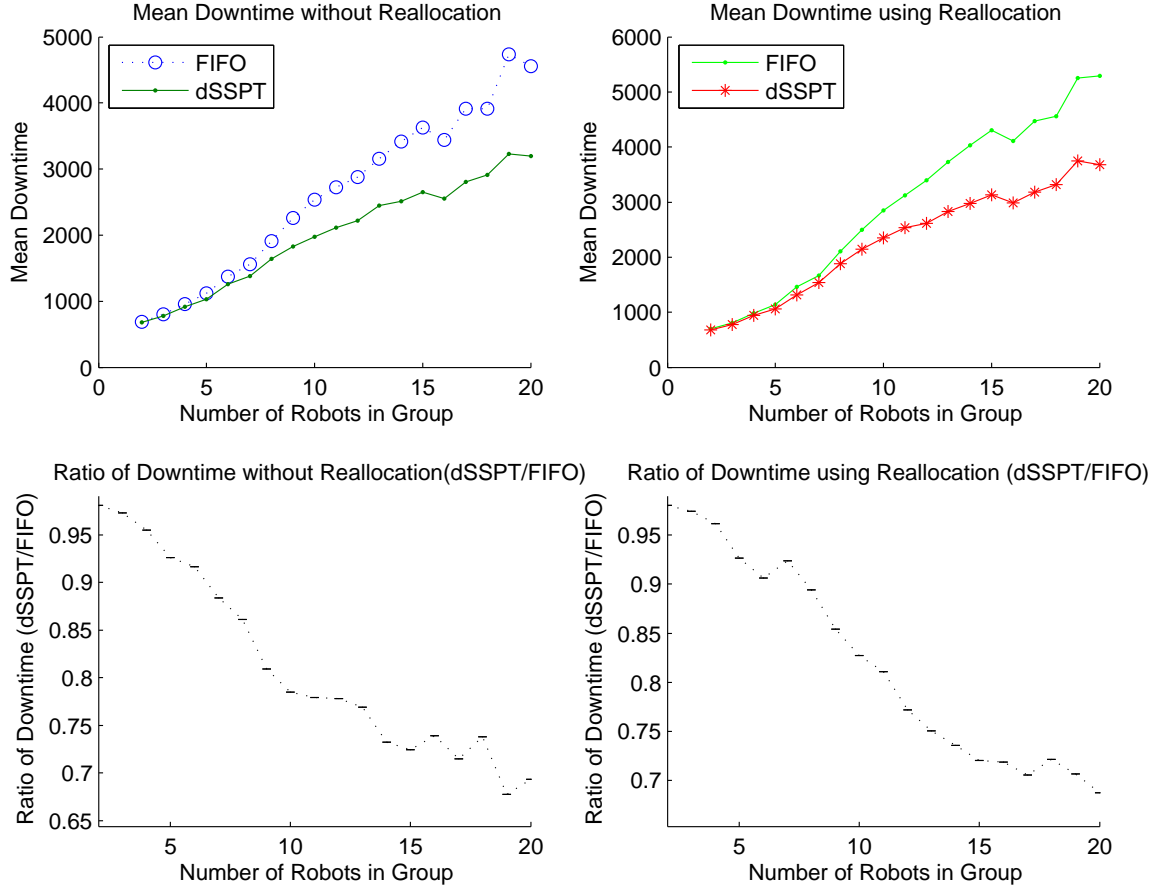 Mean Downtime without Reallocation
5000
4000
3000
2000
1000
0
Mean Downtime
FIFO
dSSPT
0
5
10
15
20
Number of Robots in Group
Mean Downtime using Reallocation
6000
5000
4000
3000
2000
1000
0
Mean Downtime
FIFO
dSSPT
0
5
10
15
20
Number of Robots in Group
Ratio of Downtime without Reallocation(dSSPT/FIFO)
0.95
0.9
0.85
0.8
0.75
0.7
0.65
Ratio of Downtime (dSSPT/FIFO)
5
10
15
20
Number of Robots in Group
Ratio of Downtime using Reallocation (dSSPT/FIFO)
0.95
0.9
0.85
0.8
0.75
0.7
Ratio of Downtime (dSSPT/FIFO)
5
10
15
20
Number of Robots in Group